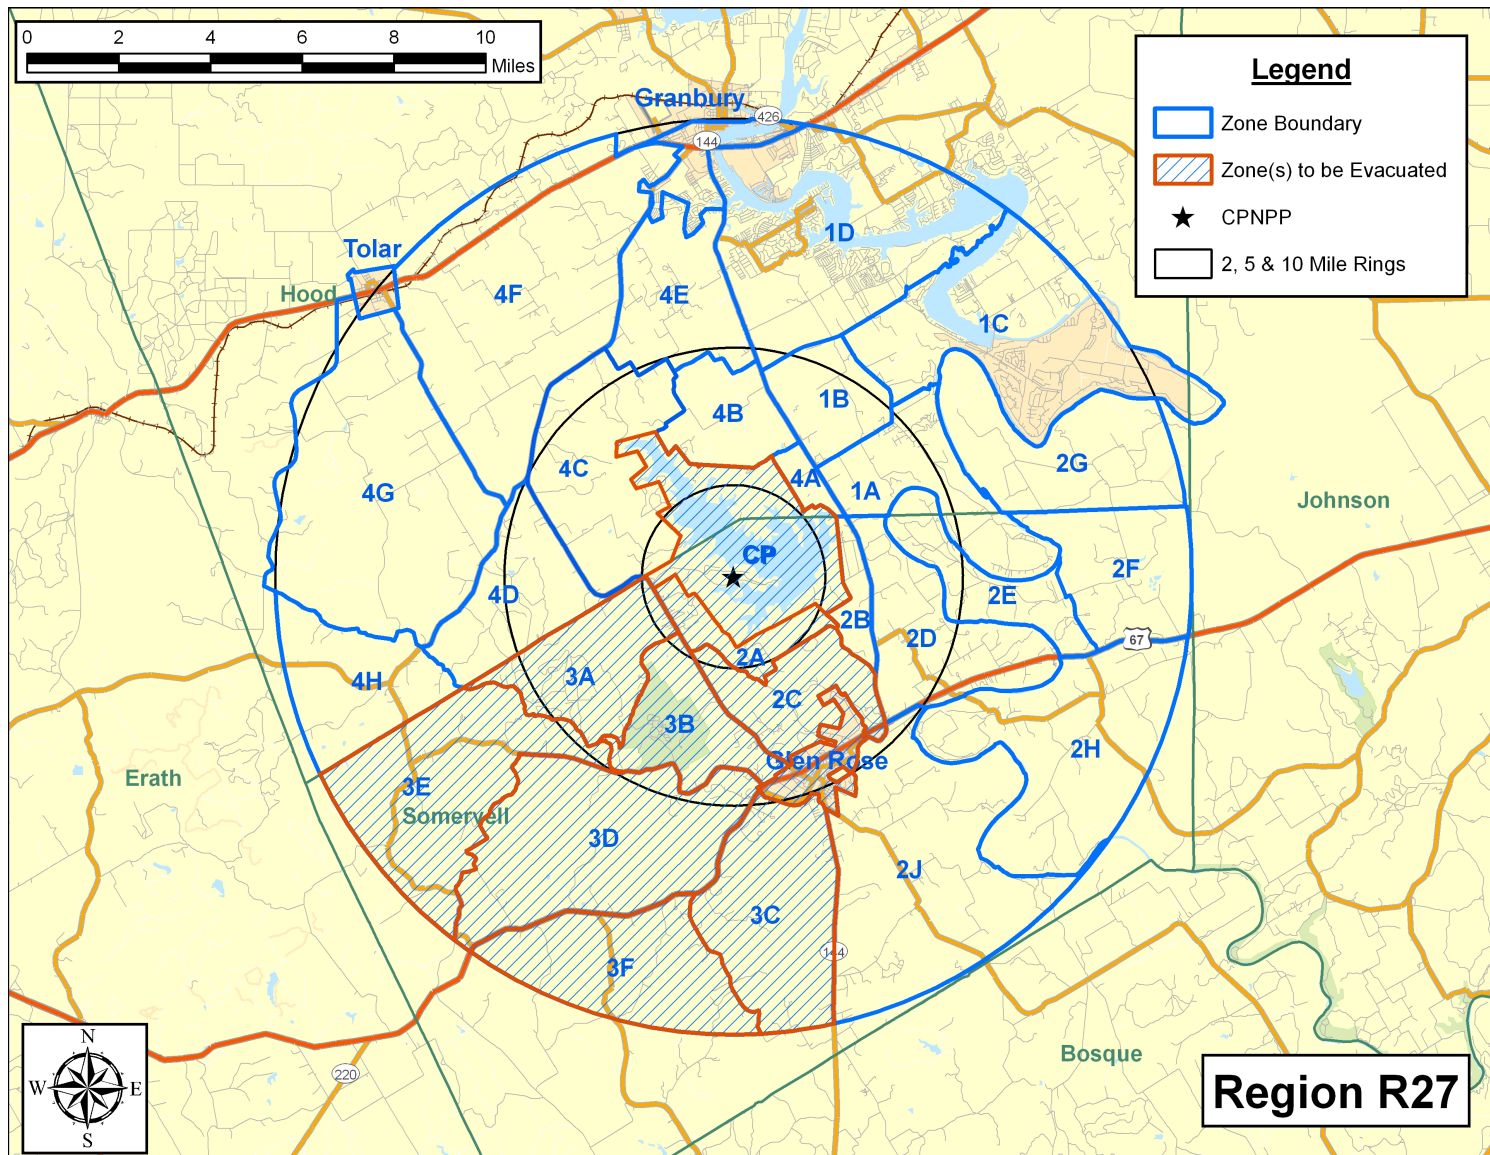 0 2 4 6 8 10
Miles
Legend
Zone Boundary
Zone(s) to be Evacuated
CPNPP
2, 5 & 10 Mile Rings
Granbury
426
144
1D
Tolar
Hood
4F
4E
1C
1B
4B
4C
4A
1A
2G
4G
Johnson
CP
2F
4D
2E
2B
2D
67
2A
3A
4H
2C
3B
2H
Glen Rose
Erath
3E
Somervell
3D
2J
3C
144
3F
Bosque
220
N
W E
S
Region R27